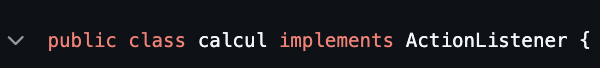 public class calcul implements ActionListener {